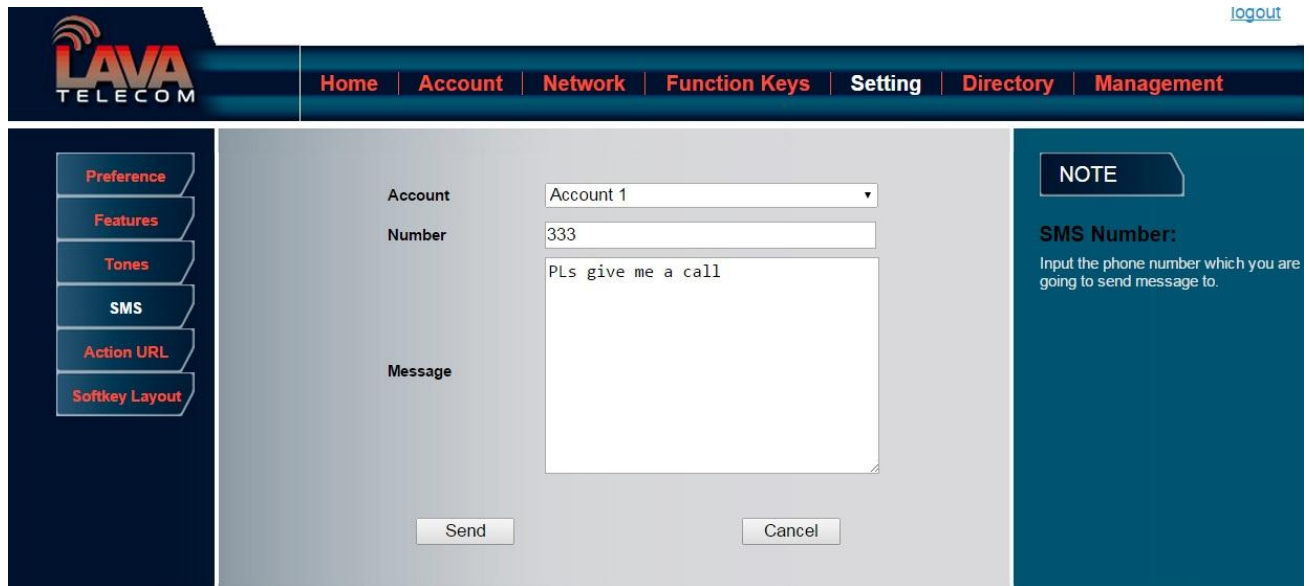 logout
LAVA
TELECOM
Home Account Network Function Keys Setting Directory Management
Preference
Features
Tones
SMS
Action URL
Softkey Layout
Account Account 1
Number 333
Message PLs give me a call
Send Cancel
NOTE
SMS Number:
Input the phone number which you are
going to send message to.